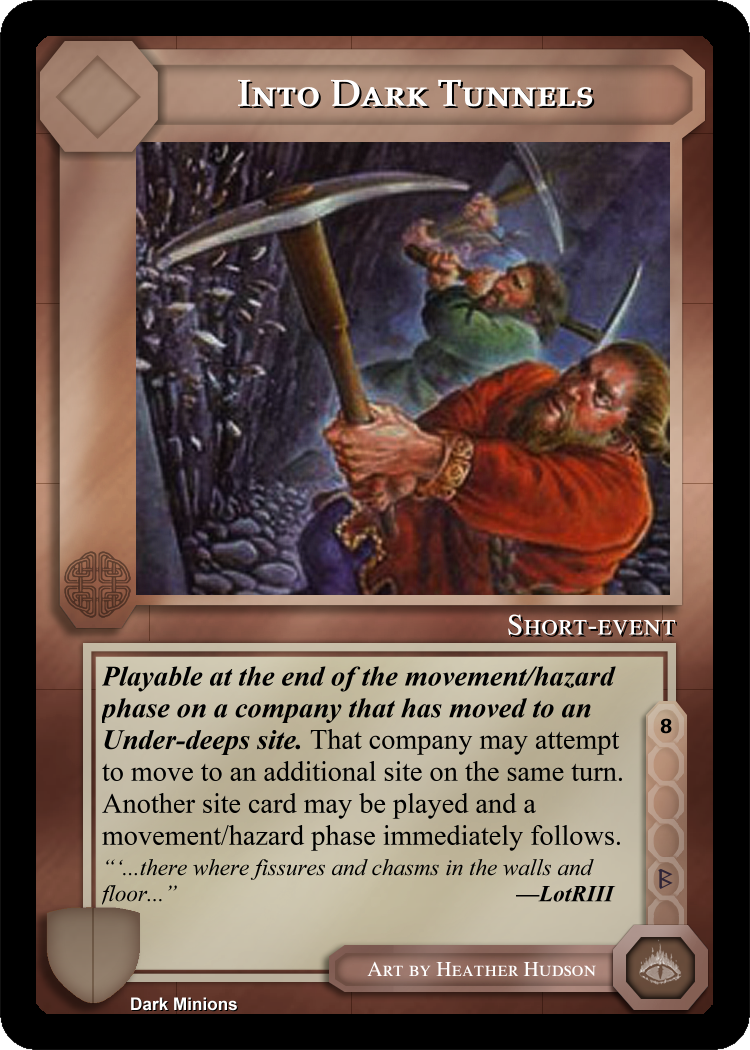 Into Dark Tunnels
Short-event
Playable at the end of the movement/hazard
phase on a company that has moved to an
Under-deeps site. That company may attempt
to move to an additional site on the same turn.
Another site card may be played and a
movement/hazard phase immediately follows.
“‘...there where fissures and chasms in the walls and
floor...” —LotRIII
8
ᛒ
Art by Heather Hudson
Dark Minions